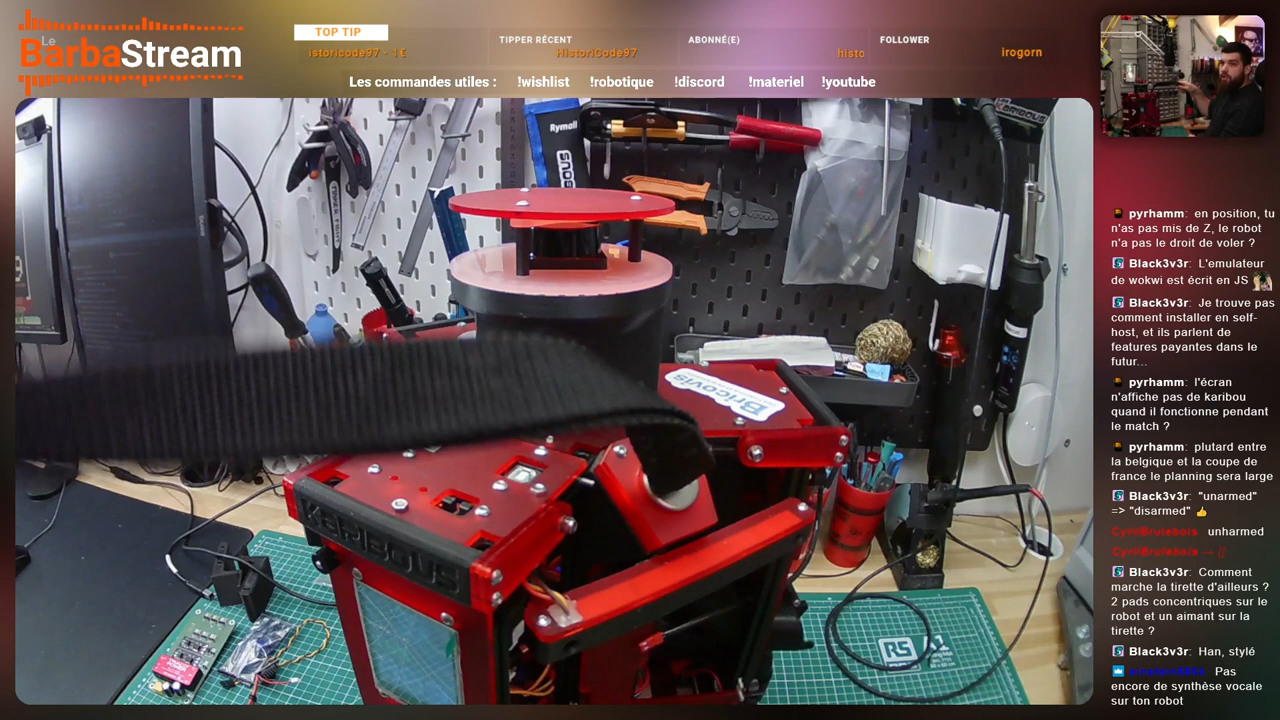 Le
BarbaStream
TOP TIP
istoricode97 - 1€
TIPPER RÉCENT
HistoriCode97
ABONNÉ(E)
histo
FOLLOWER
irogorn
Les commandes utiles : !wishlist !robotique !discord !materiel !youtube
Rymall
Bricovis
KARIBOUS
RS
A1
pyrhamm: en position, tu
n'as pas mis de Z, le robot
n'a pas le droit de voler ?
Black3v3r: L'emulateur
de wokwi est écrit en JS
Black3v3r: Je trouve pas
comment installer en self-
host, et ils parlent de
features payantes dans le
futur...
pyrhamm: l'écran
n'affiche pas de karibou
quand il fonctionne pendant
le match ?
pyrhamm: plutard entre
la belgique et la coupe de
france le planning sera large
Black3v3r: "unarmed"
=> "disarmed" 👍
CyrilBrulebois unharmed
CyrilBrulebois — //
Black3v3r: Comment
marche la tirette d'ailleurs ?
2 pads concentriques sur le
robot et un aimant sur la
tirette ?
Black3v3r: Han, stylé
Pas
encore de synthèse vocale
sur ton robot